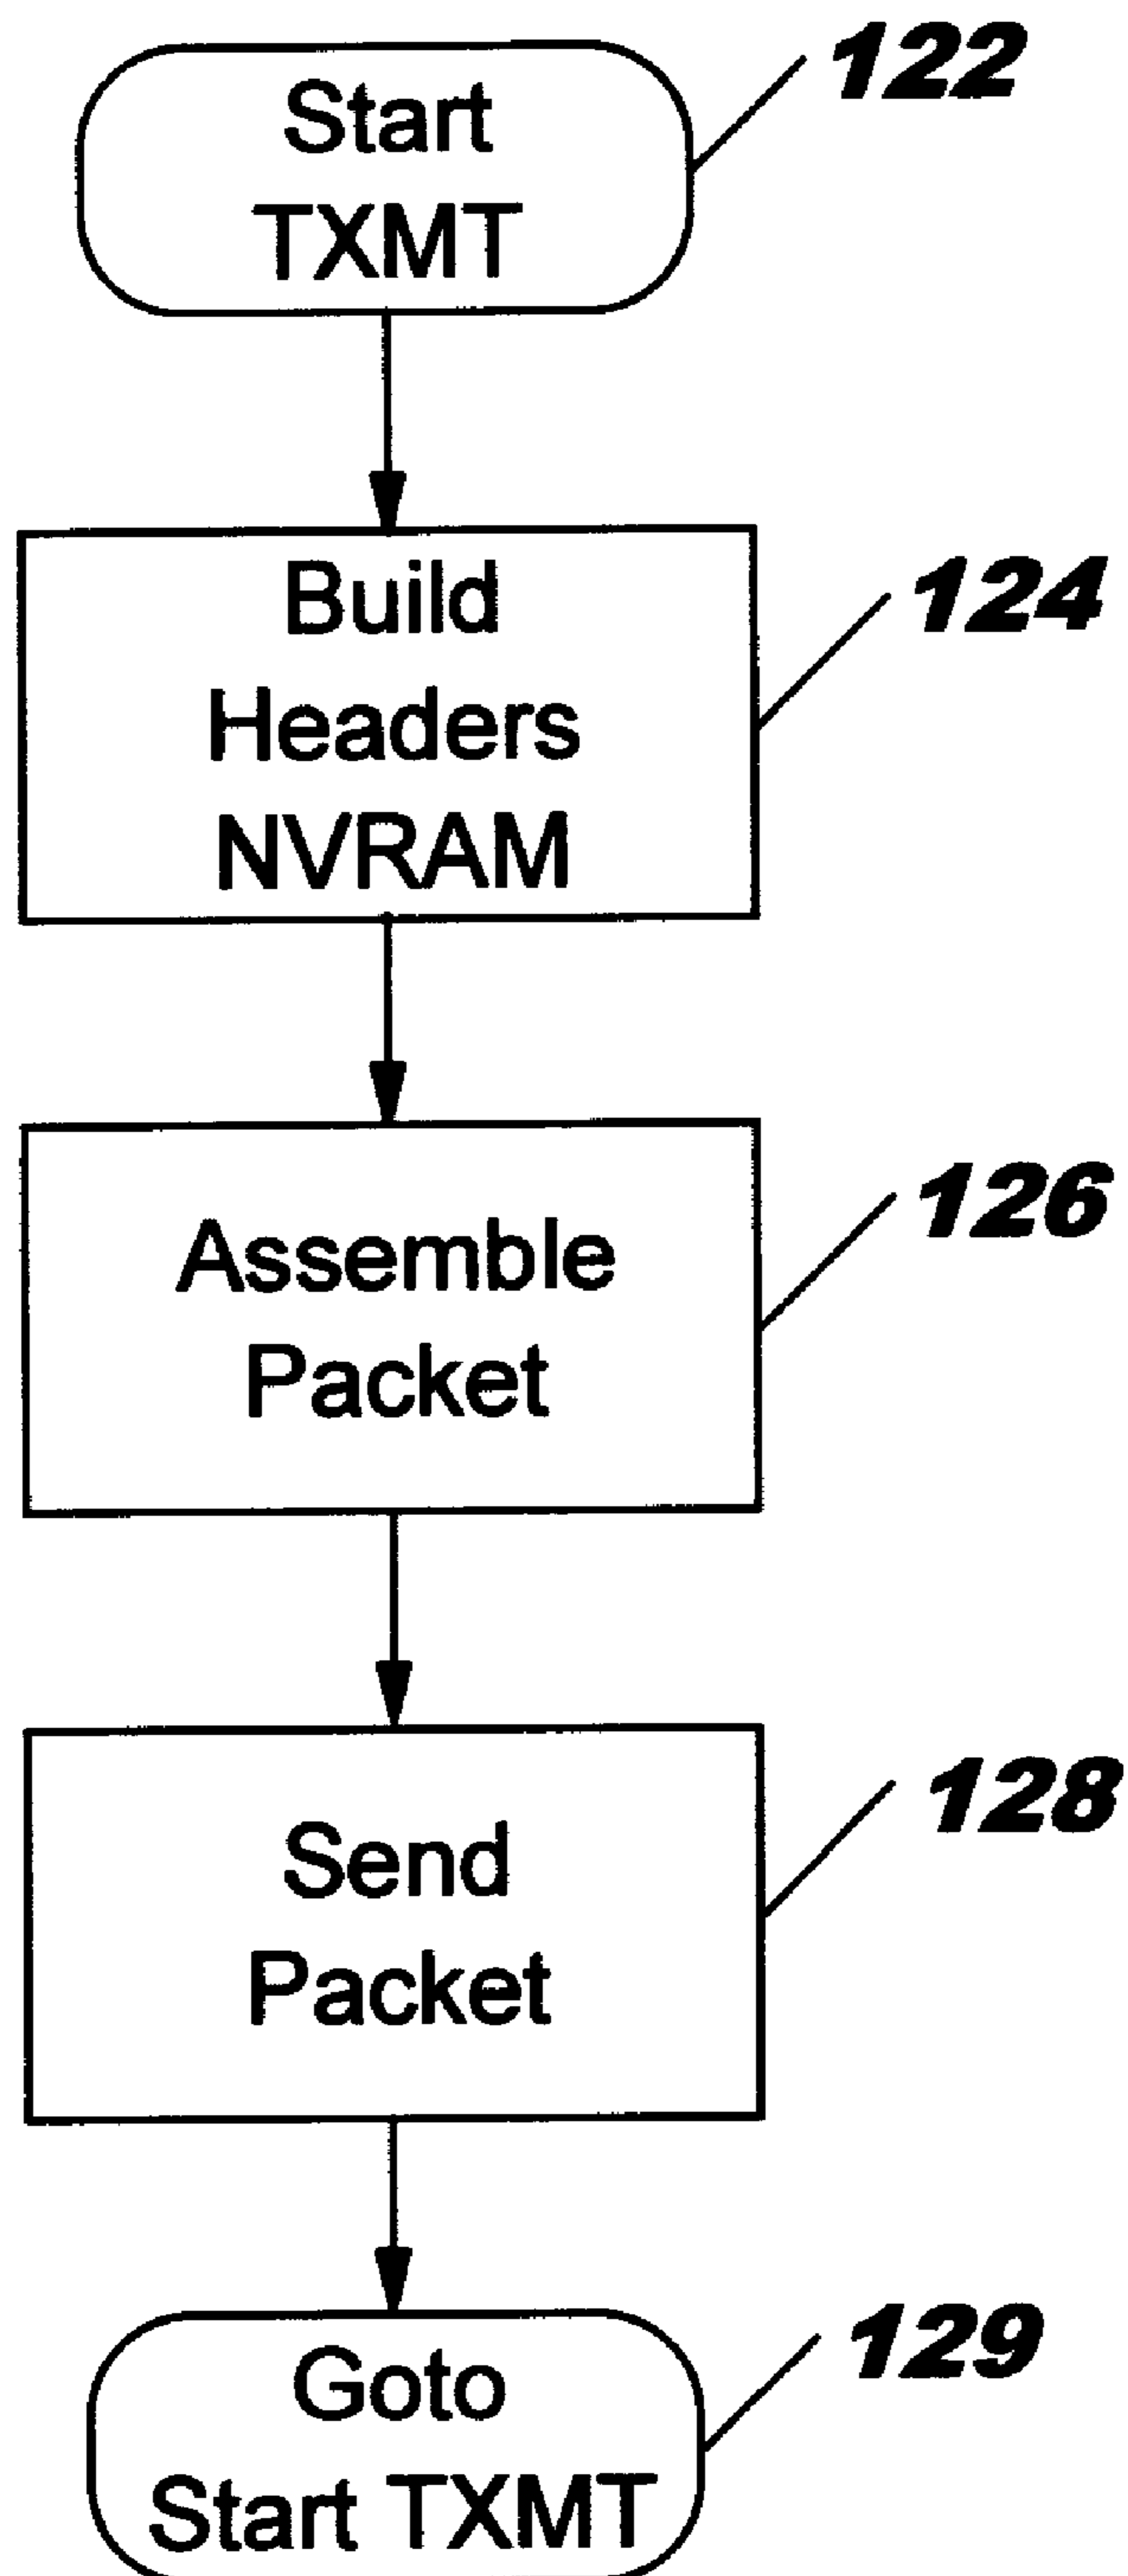 Start
TXMT
122
Build
Headers
NVRAM
124
Assemble
Packet
126
Send
Packet
128
Goto
Start TXMT
129